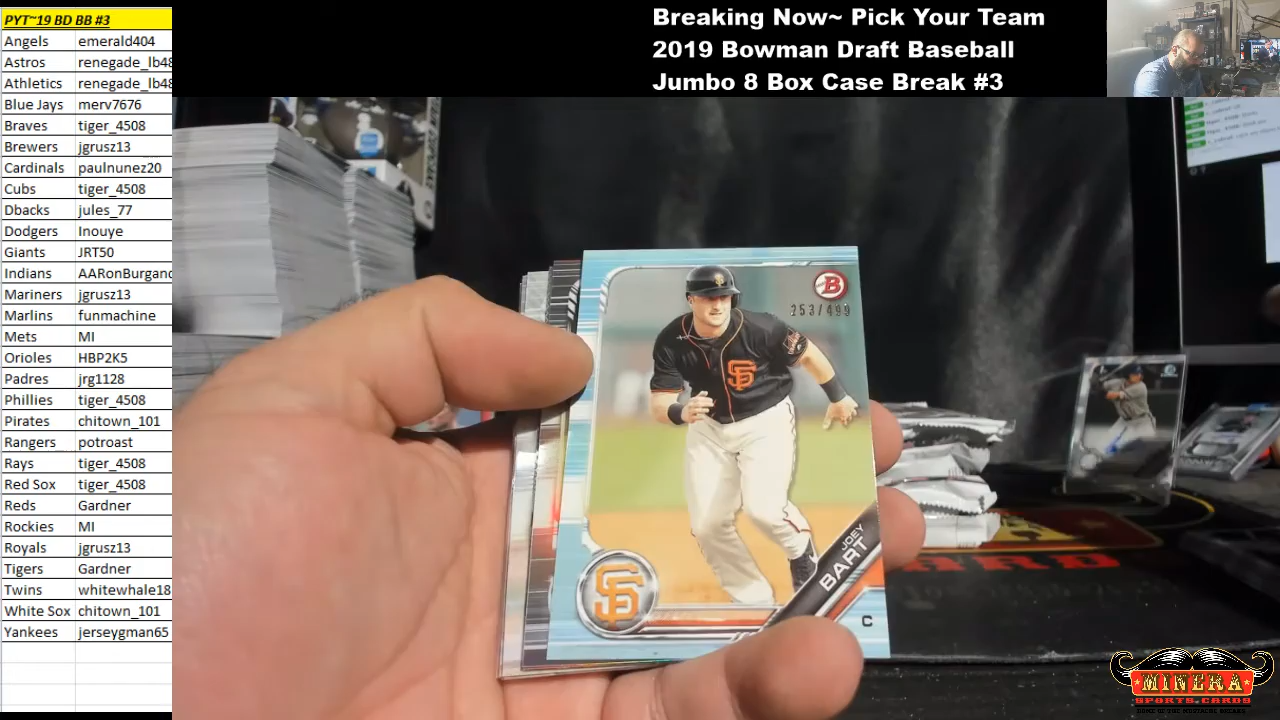 PYT~19 BD BB #3
Angels emerald404
Astros renegade_lb48
Athletics renegade_lb48
Blue Jays merv7676
Braves tiger_4508
Brewers jgrusz13
Cardinals paulnunez20
Cubs tiger_4508
Dbacks jules_77
Dodgers Inouye
Giants JRT50
Indians AARonBurgand
Mariners jgrusz13
Marlins funmachine
Mets MI
Orioles HBP2K5
Padres jrg1128
Phillies tiger_4508
Pirates chitown_101
Rangers potroast
Rays tiger_4508
Red Sox tiger_4508
Reds Gardner
Rockies MI
Royals jgrusz13
Tigers Gardner
Twins whitewhale18
White Sox chitown_101
Yankees jerseygman65
Breaking Now~ Pick Your Team
2019 Bowman Draft Baseball
Jumbo 8 Box Case Break #3
B
253/499
SF
SF
JOEY
BART
C
MINERA
SPORTS CARDS